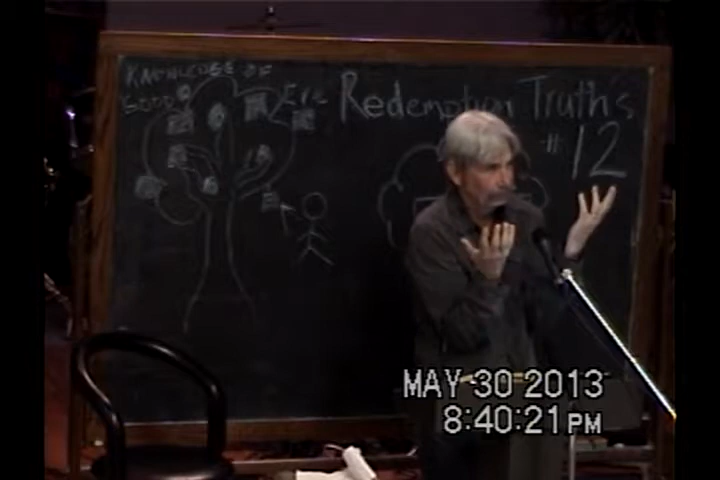 KNOWLEDGE OF
GOOD EVIL
Redemption Truths
# 12
MAY 30 2013
8:40:21 PM